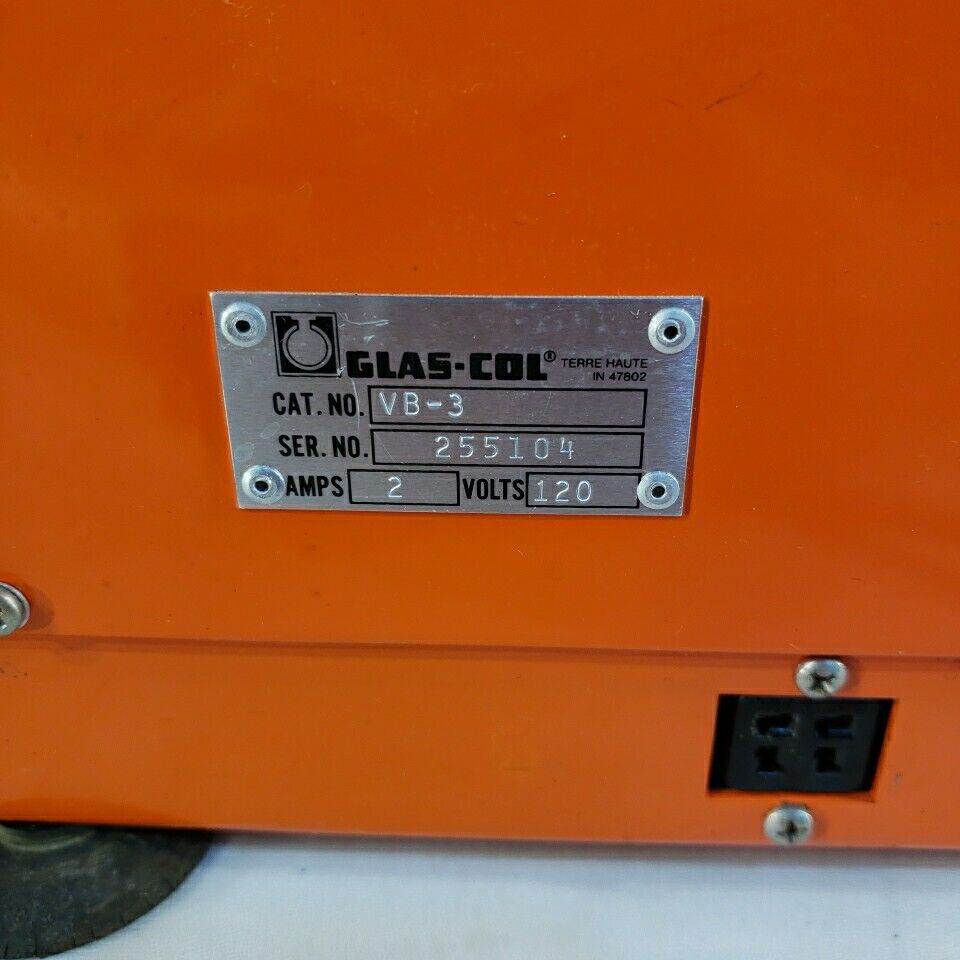 GLAS-COL® TERRE HAUTE
IN 47802
CAT. NO. VB-3
SER. NO. 255104
AMPS 2 VOLTS 120